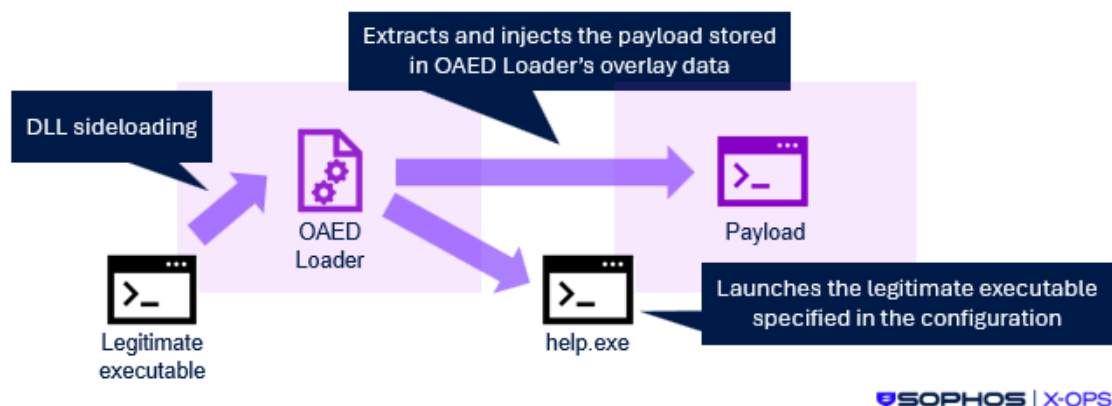 Extracts and injects the payload stored
in OAED Loader's overlay data
DLL sideloading
>_
OAED
Loader
Payload
>_
Legitimate
executable
>_
help.exe
Launches the legitimate executable
specified in the configuration
SOPHOS | X-OPS